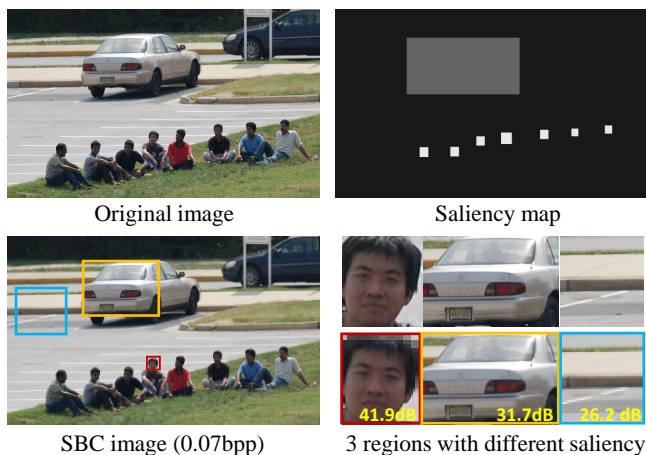 Original image
Saliency map
41.9dB
31.7dB
26.2 dB
SBC image (0.07bpp)
3 regions with different saliency